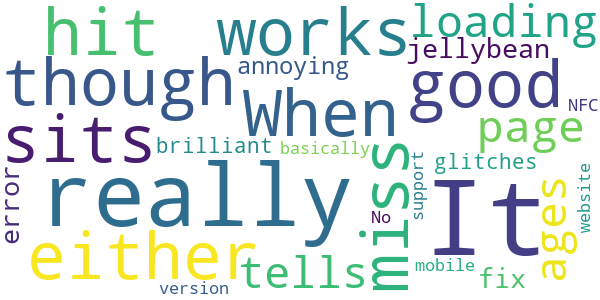 hit
works
loading
jellybean
though
annoying
good
NFC
When
sits
page
brilliant
basically
miss
glitches
support
website
error
really
It
No
either
ages
tells
mobile
fix
version